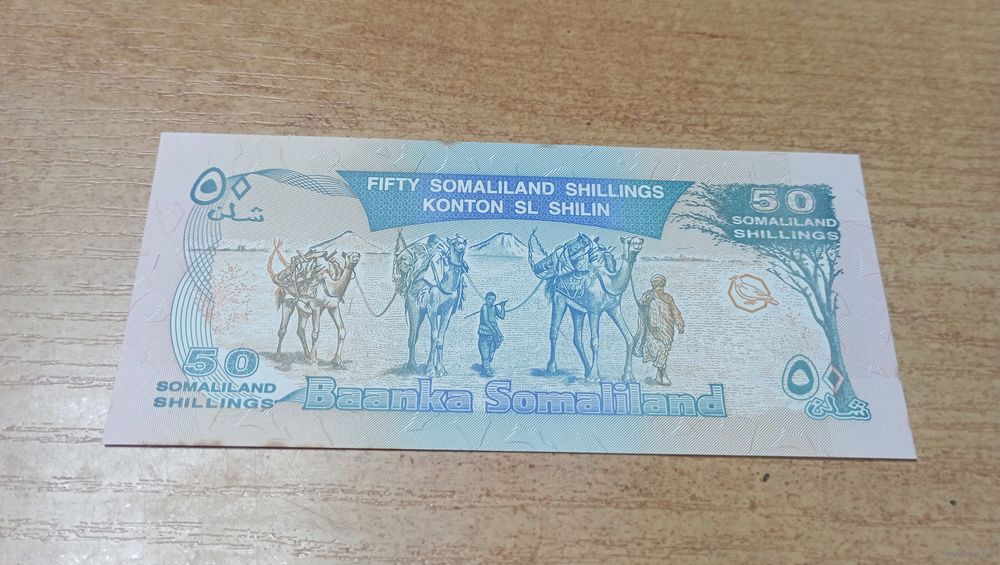 ٥٠
شلن
FIFTY SOMALILAND SHILLINGS
KONTON SL SHILIN
50
SOMALILAND
SHILLINGS
50
SOMALILAND
SHILLINGS
Baanka Somaliland
٥٠
شلن